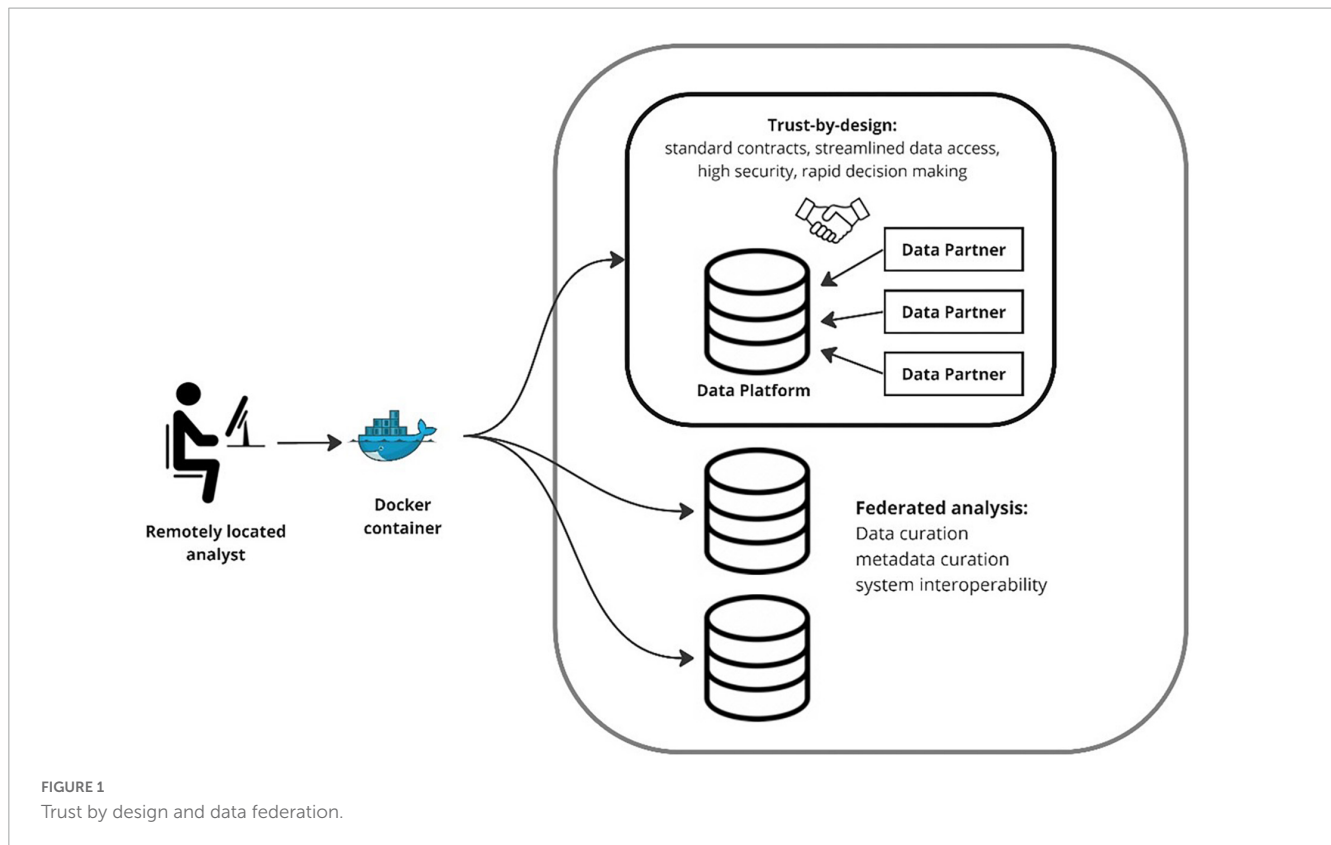 Trust-by-design:
standard contracts, streamlined data access,
high security, rapid decision making
Data Partner
Data Partner
Data Partner
Data Platform
Remotely located
analyst
Docker
container
Federated analysis:
Data curation
metadata curation
system interoperability
FIGURE 1
Trust by design and data federation.